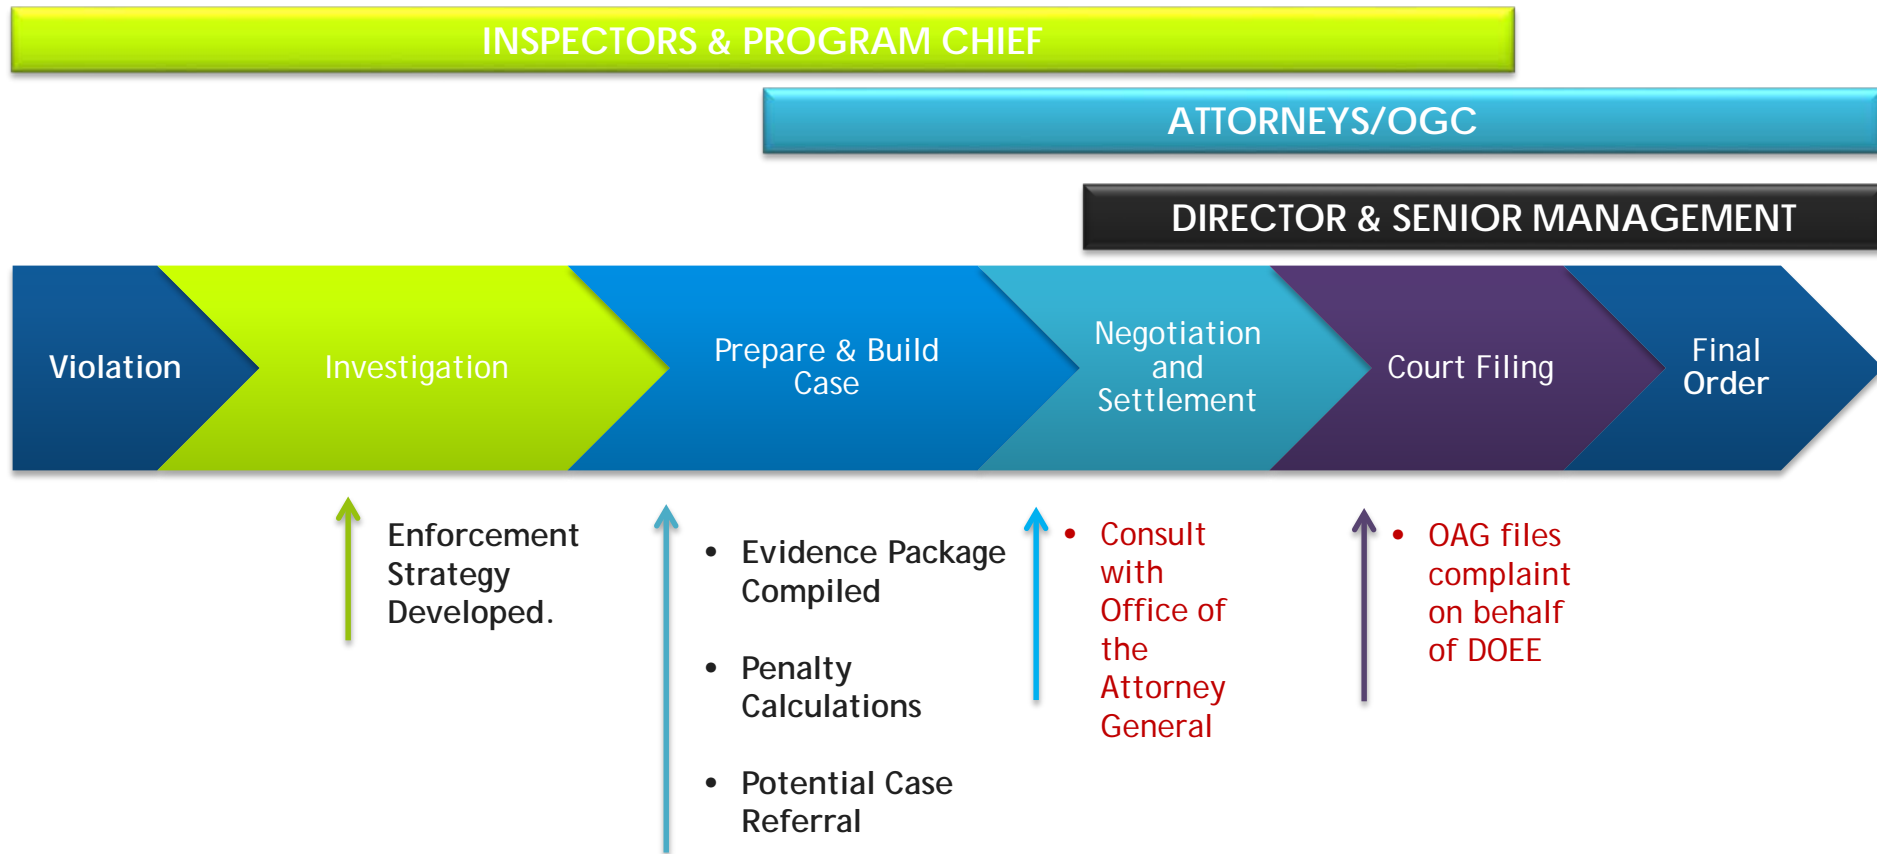 INSPECTORS & PROGRAM CHIEF
ATTORNEYS/OGC
DIRECTOR & SENIOR MANAGEMENT
Violation
Investigation
Prepare & Build
Case
Negotiation
and
Settlement
Court Filing
Final
Order
Enforcement
Strategy
Developed.
• Evidence Package
Compiled
• Penalty
Calculations
• Potential Case
Referral
• Consult
with
Office of
the
Attorney
General
• OAG files
complaint
on behalf
of DOEE